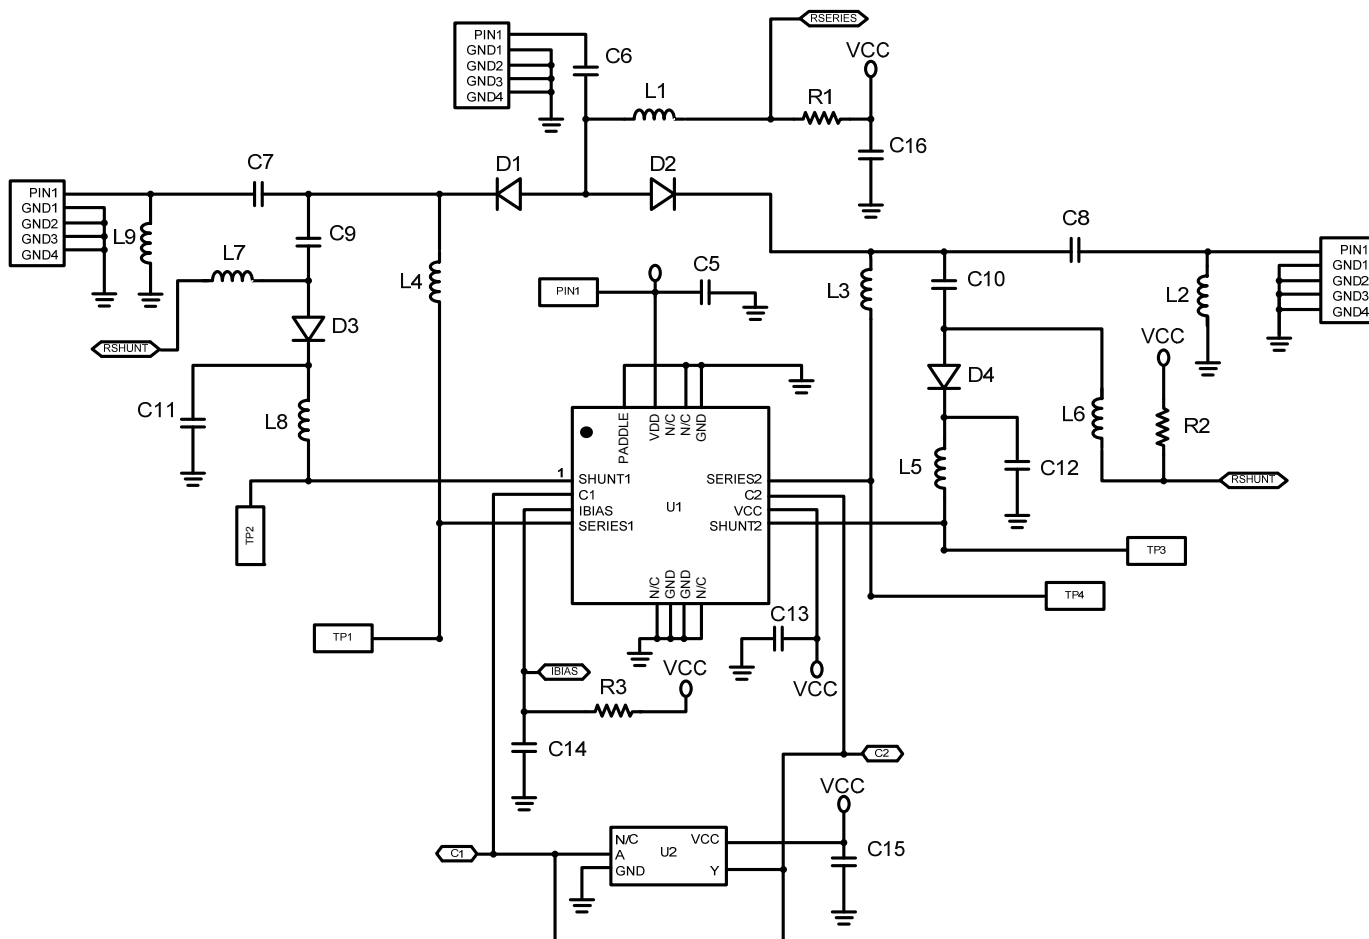 RSERIES
PIN1
GND1
GND2
GND3
GND4
C6
VCC
L1
R1
C16
C7
D1
D2
PIN1
GND1
GND2
GND3
GND4
L9
L7
C9
L4
C8
PIN1
GND1
GND2
GND3
GND4
C5
PIN1
L3
C10
L2
RSHUNT
D3
VCC
D4
C11
L8
L6
R2
PADDLE
VDD
N/C
N/C
GND
L5
C12
1
SHUNT1
C1
IBIAS
SERIES1
U1
SERIES2
C2
VCC
SHUNT2
RSHUNT
TP2
TP3
N/C
GND
GND
N/C
TP4
C13
TP1
IBIAS
R3
VCC
VCC
C14
C2
VCC
C1
N/C
A
GND
U2
VCC
Y
C15